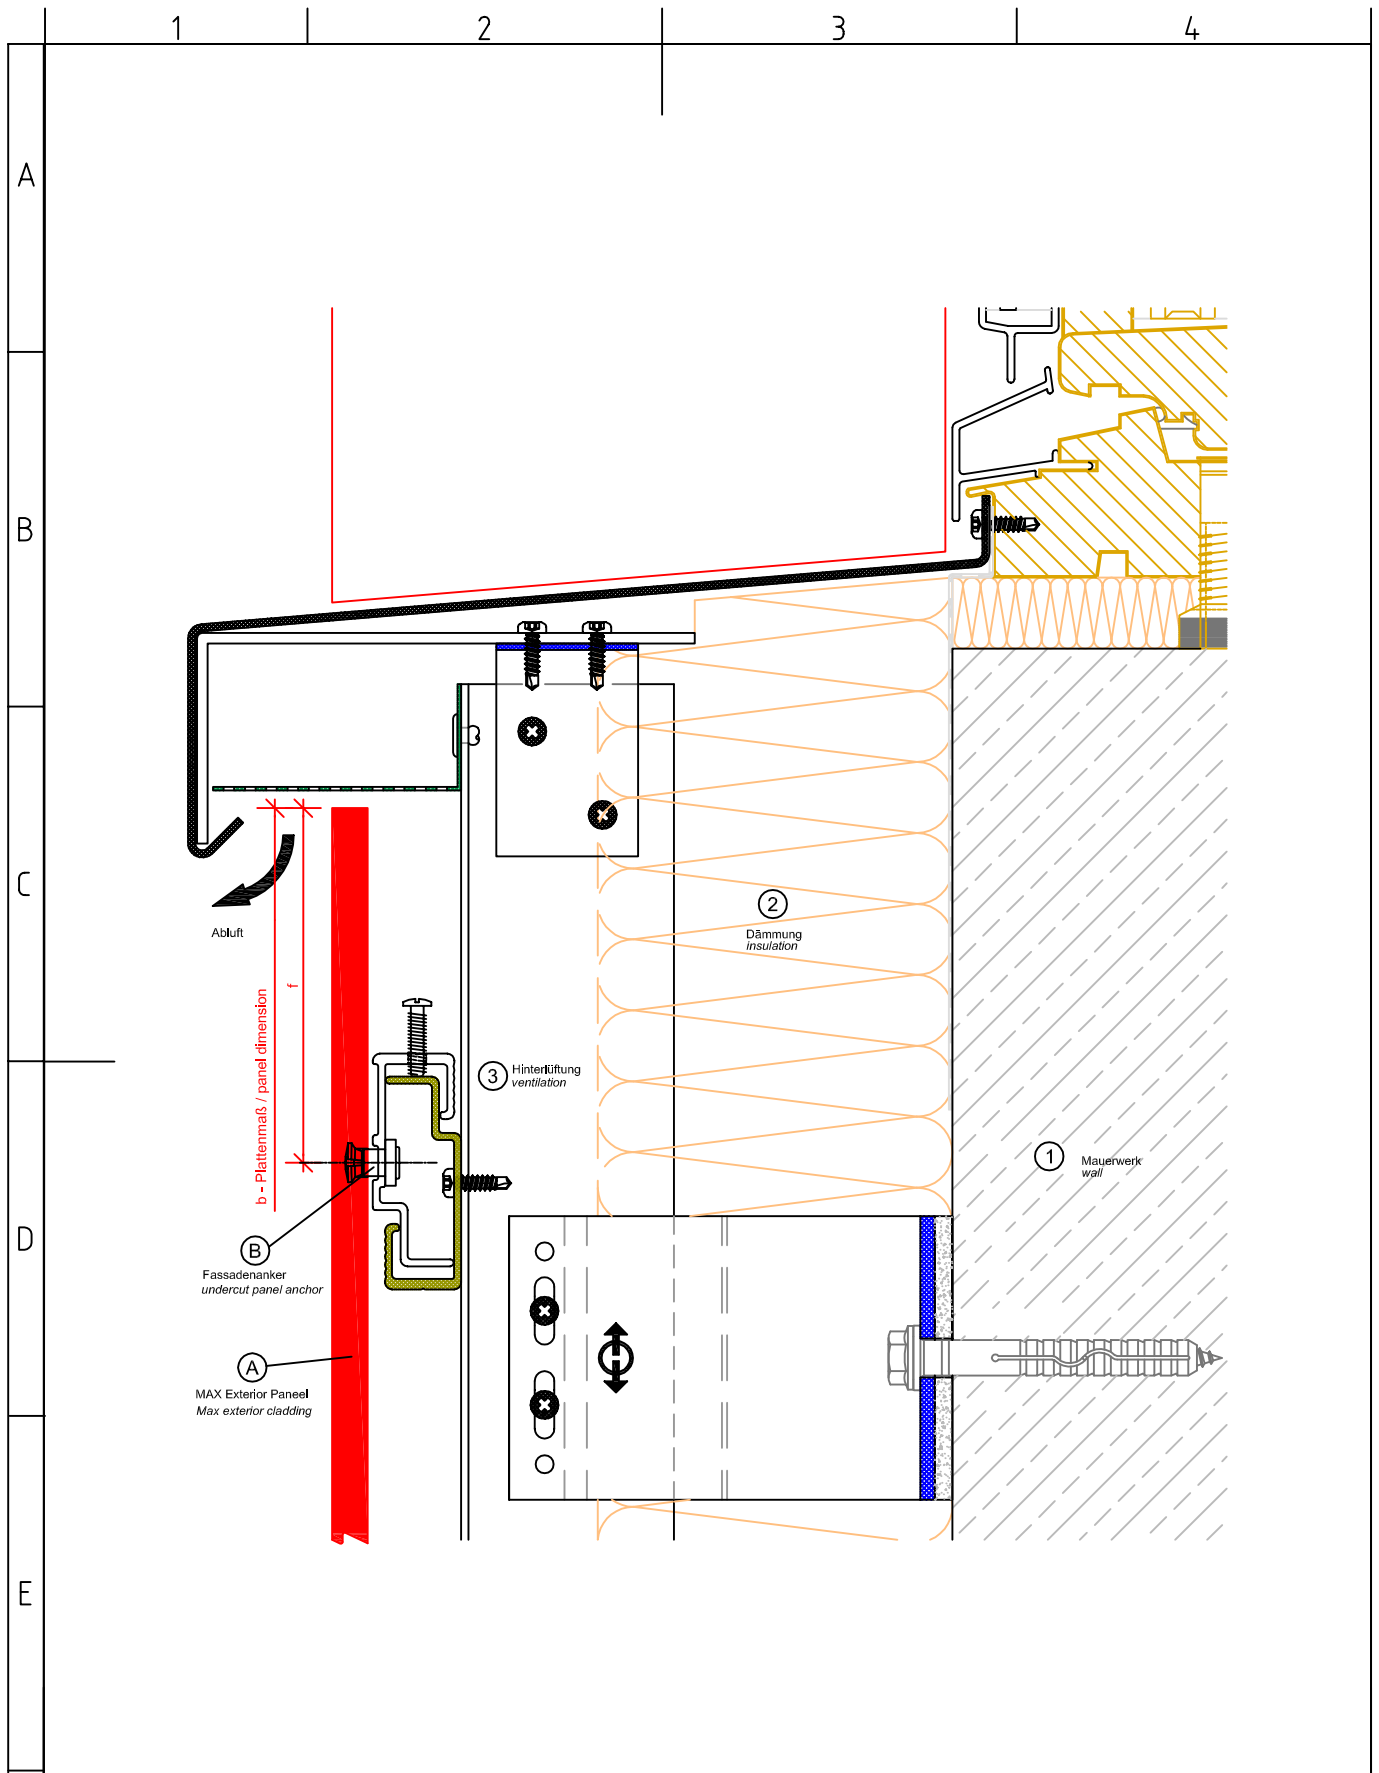 1 2 3 4
A
B
C
D
E
Abluft
b - Plattenmaß / panel dimension
f
2
Dämmung
insulation
3
Hinterlüftung
ventilation
1
Mauerwerk
wall
B
Fassadenanker
undercut panel anchor
A
MAX Exterior Paneel
Max exterior cladding